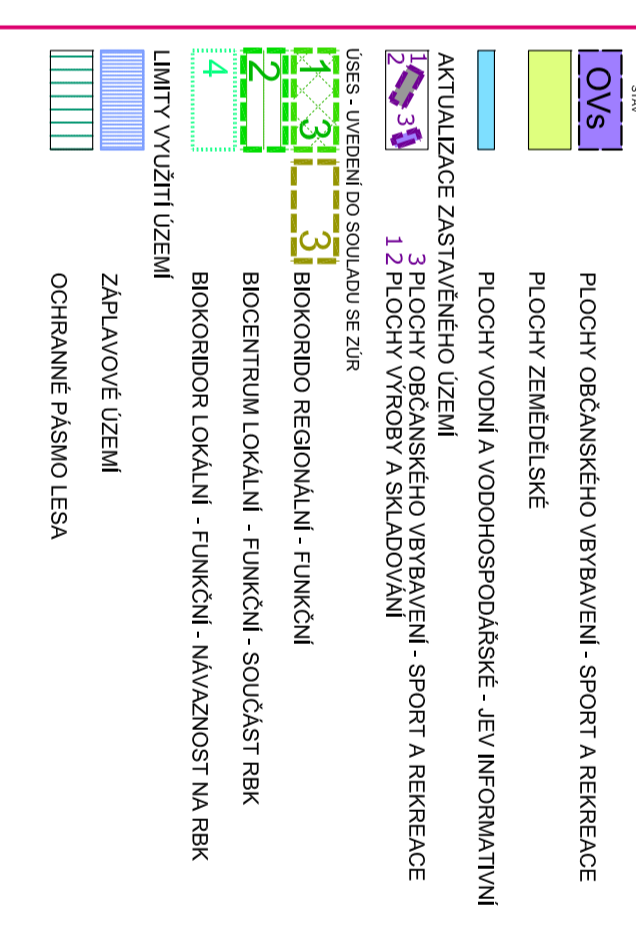 STAV
OVs PLOCHY OBČANSKÉHO VBYBAVENÍ - SPORT A REKREACE
PLOCHY ZEMĚDĚLSKÉ
PLOCHY VODNÍ A VODOHOSPODÁŘSKÉ - JEV INFORMATIVNÍ
AKTUALIZACE ZASTAVĚNÉHO ÚZEMÍ
1 3 3 PLOCHY OBČANSKÉHO VBYBAVENÍ - SPORT A REKREACE
2 1 2 PLOCHY VÝROBY A SKLADOVÁNÍ
ÚSES - UVEDENÍ DO SOULADU SE ZÚR
1 3 3 BIOKORIDO REGIONÁLNÍ - FUNKČNÍ
2 BIOCENTRUM LOKÁLNÍ - FUNKČNÍ - SOUČÁST RBK
4 BIOKORIDOR LOKÁLNÍ - FUNKČNÍ - NÁVAZNOST NA RBK
LIMITY VYUŽITÍ ÚZEMÍ
ZÁPLAVOVÉ ÚZEMÍ
OCHRANNÉ PÁSMO LESA